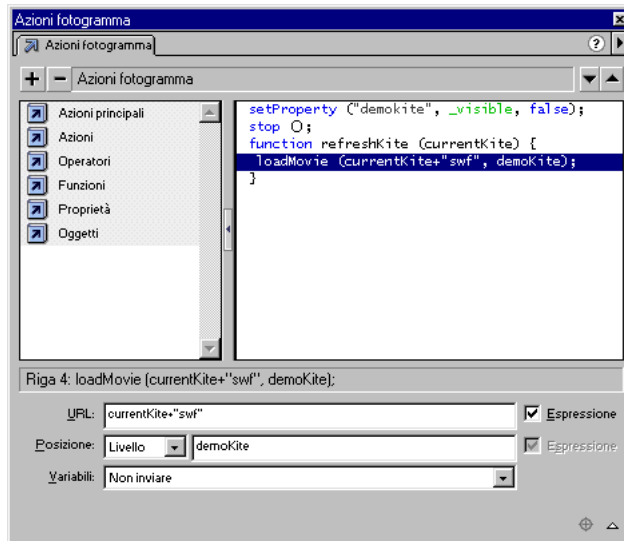 Azioni fotogramma
Azioni fotogramma
Azioni fotogramma
Azioni principali
Azioni
Operatori
Funzioni
Proprietà
Oggetti
setProperty ("demokite", _visible, false);
stop ();
function refreshKite (currentKite) {
loadMovie (currentKite+"swf", demoKite);
}
Riga 4: loadMovie (currentKite+"swf", demoKite);
URL: currentKite+"swf" Espressione
Posizione: Livello demoKite Espressione
Variabili: Non inviare